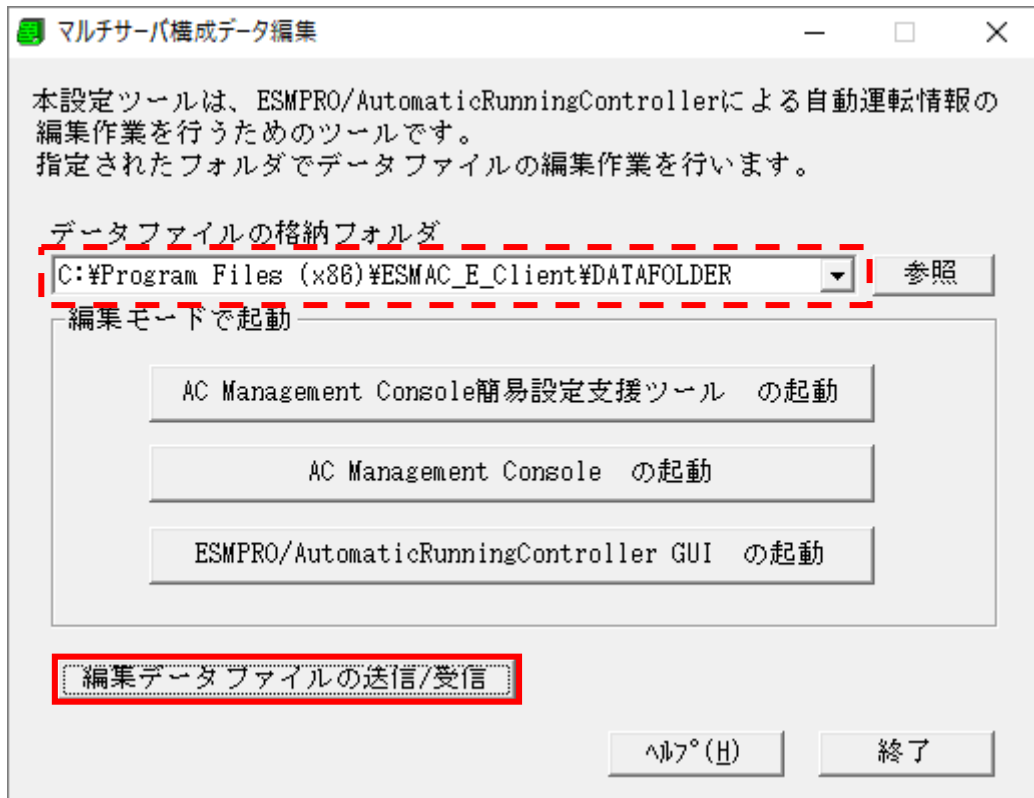 マルチサーバ構成データ編集
本設定ツールは、ESMPRO/AutomaticRunningControllerによる自動運転情報の
編集作業を行うためのツールです。
指定されたフォルダでデータファイルの編集作業を行います。
データファイルの格納フォルダ
C:¥Program Files (x86)¥ESMAC_E_Client¥DATAFOLDER
参照
編集モードで起動
AC Management Console簡易設定支援ツール　の起動
AC Management Console　の起動
ESMPRO/AutomaticRunningController GUI　の起動
編集データファイルの送信/受信
ﾍﾙﾌﾟ(H)
終了